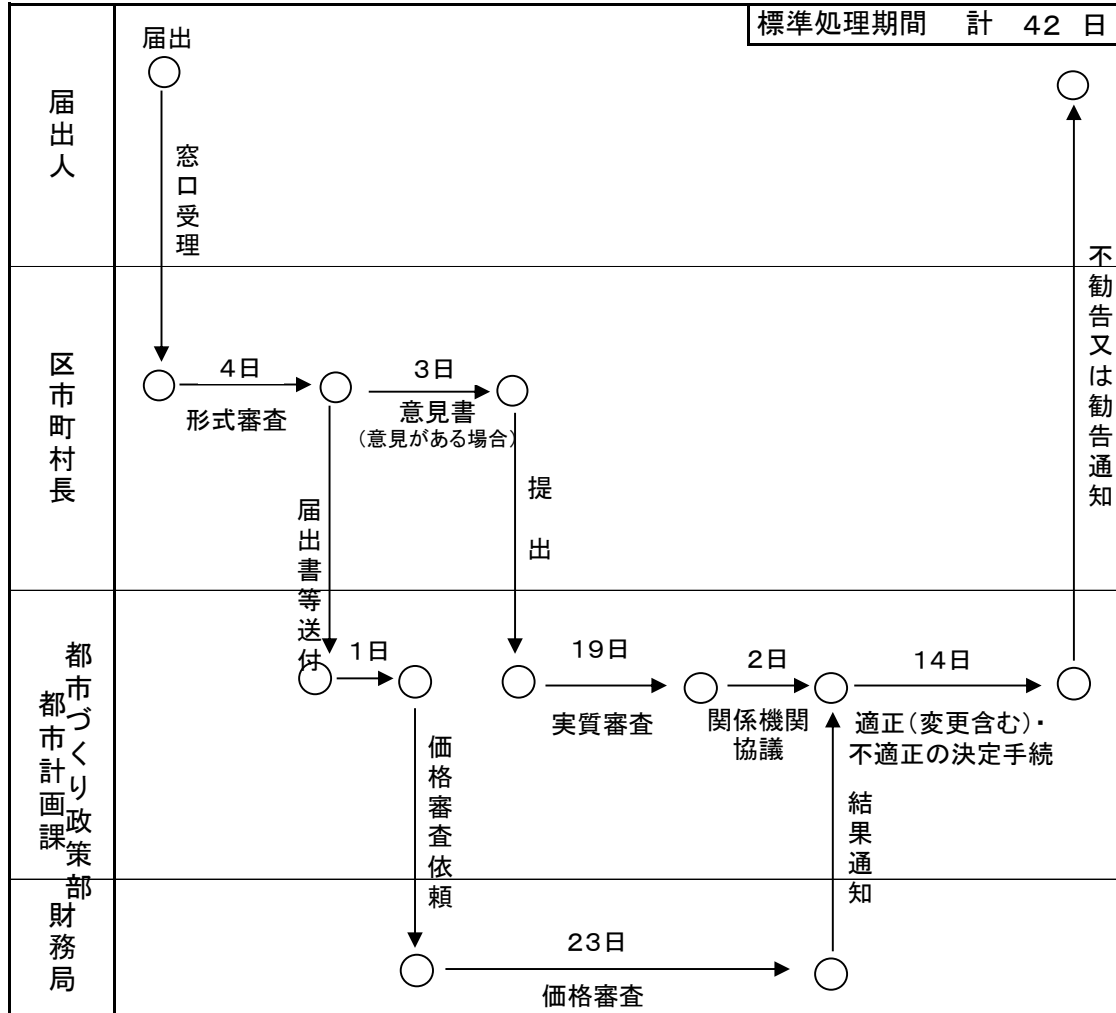 標準処理期間　計　４２　日
届出人
届出
窓口受理
不勧告又は勧告通知
区市町村長
４日
形式審査
３日
意見書
（意見がある場合）
届出書等送付
提出
都市づくり政策部
都市計画課
１日
１９日
実質審査
２日
関係機関
協議
１４日
適正（変更含む）・
不適正の決定手続
価格審査依頼
結果通知
財務局
２３日
価格審査